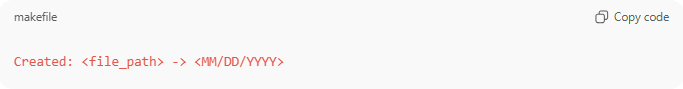 makefile
Copy code
Created: <file_path> -> <MM/DD/YYYY>